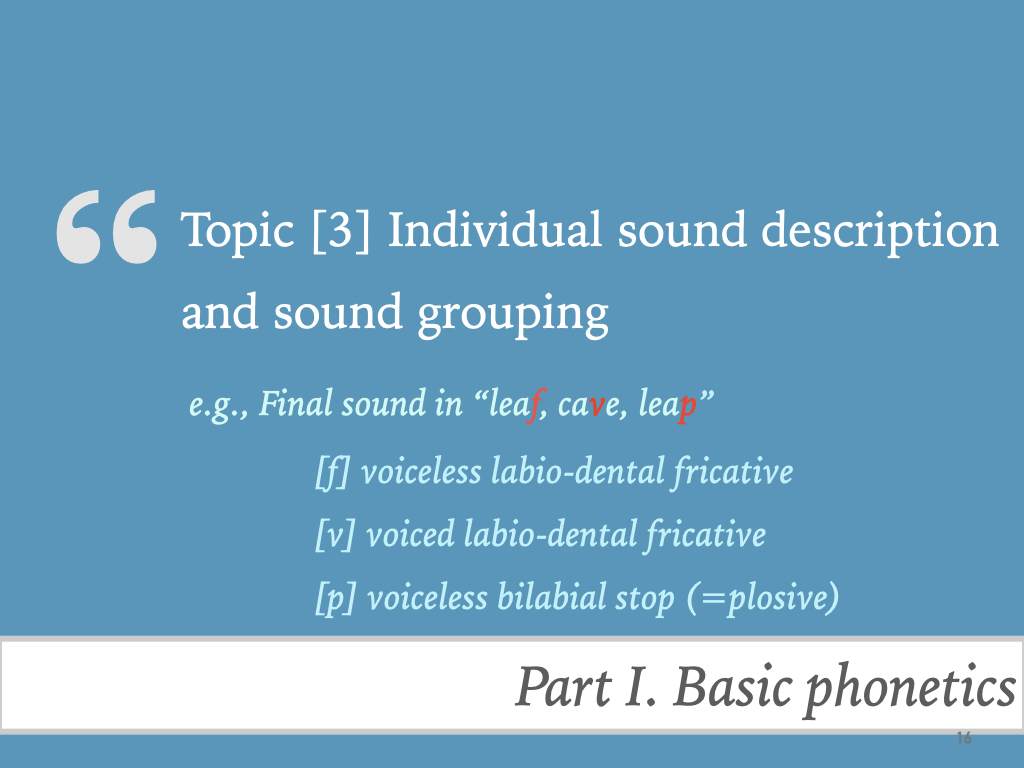 “ Topic [3] Individual sound description
and sound grouping
e.g., Final sound in “leaf, cave, leap”
[f] voiceless labio-dental fricative
[v] voiced labio-dental fricative
[p] voiceless bilabial stop (=plosive)
Part I. Basic phonetics
16